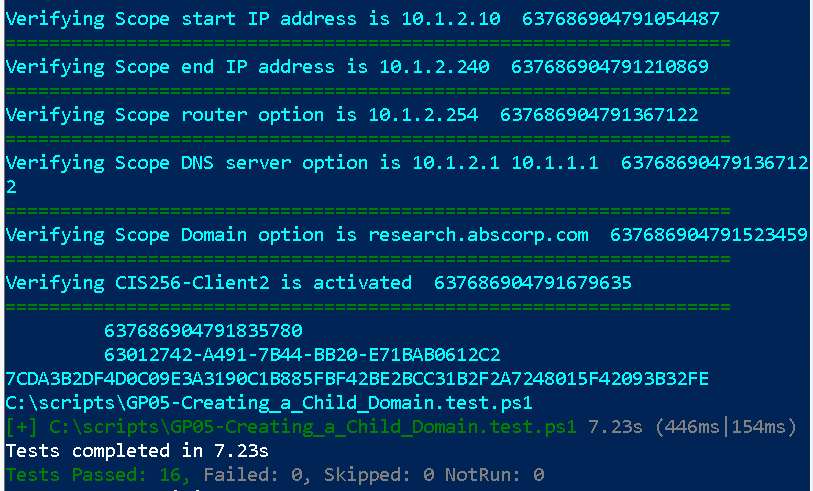 Verifying Scope start IP address is 10.1.2.10  637686904791054487
==================================================================
Verifying Scope end IP address is 10.1.2.240  637686904791210869
==================================================================
Verifying Scope router option is 10.1.2.254  637686904791367122
==================================================================
Verifying Scope DNS server option is 10.1.2.1 10.1.1.1  63768690479136712
2
==================================================================
Verifying Scope Domain option is research.abscorp.com  637686904791523459
==================================================================
Verifying CIS256-Client2 is activated  637686904791679635
==================================================================
637686904791835780
63012742-A491-7B44-BB20-E71BAB0612C2
7CDA3B2DF4D0C09E3A3190C1B885FBF42BE2BCC31B2F2A7248015F42093B32FE
C:\scripts\GP05-Creating_a_Child_Domain.test.ps1
[+] C:\scripts\GP05-Creating_a_Child_Domain.test.ps1 7.23s (446ms|154ms)
Tests completed in 7.23s
Tests Passed: 16, Failed: 0, Skipped: 0 NotRun: 0